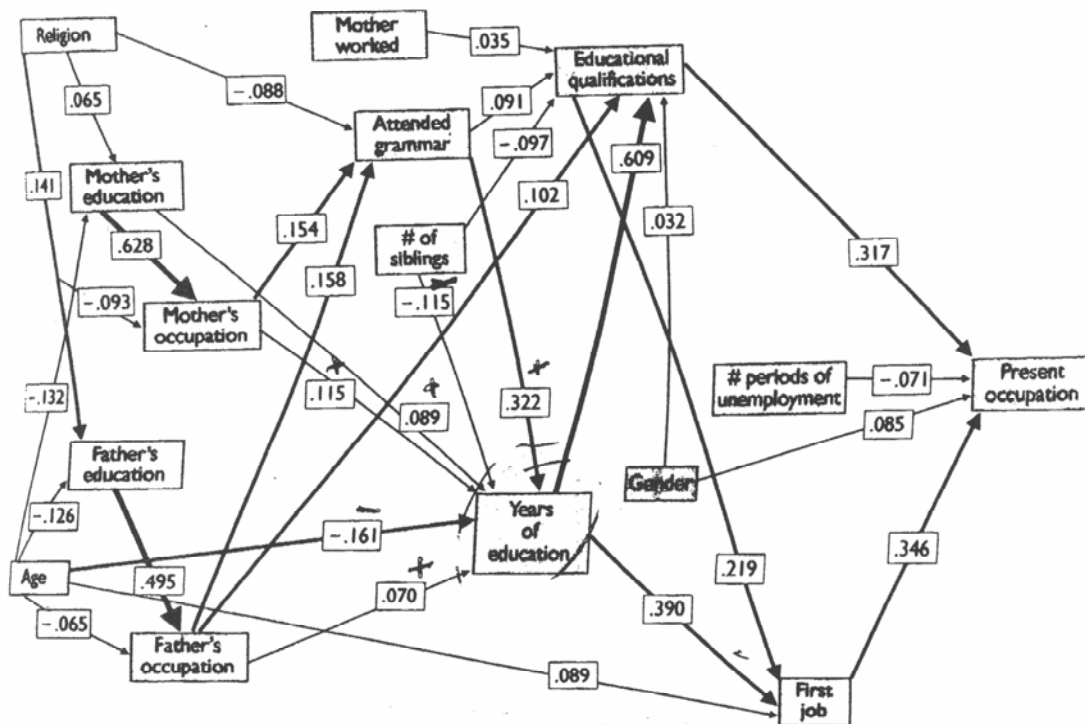 Religion
Mother
worked
.035
Educational
qualifications
-.088
.065
.091
Attended
grammar
-.097
.609
Mother's
education
.141
.102
.154
.032
.628
# of
siblings
.158
.317
-.093
-.115
Mother's
occupation
# periods of
unemployment
-.071
Present
occupation
-.132
.115
.089
.322
.085
Father's
education
Gender
Years
of
education
-.126
-.161
.346
Age
.495
.070
.219
.390
-.065
Father's
occupation
.089
First
job